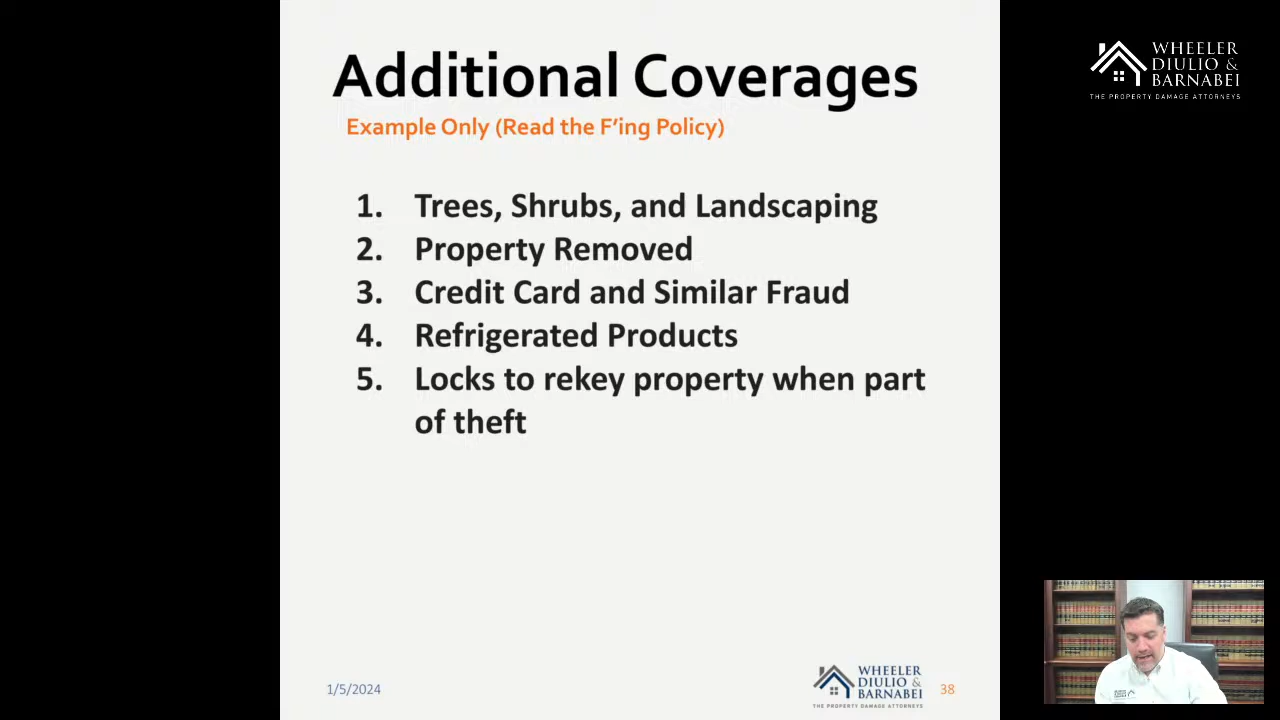 Additional Coverages
Example Only (Read the F'ing Policy)
1. Trees, Shrubs, and Landscaping
2. Property Removed
3. Credit Card and Similar Fraud
4. Refrigerated Products
5. Locks to rekey property when part
of theft
1/5/2024
WHEELER
DIULIO &
BARNABEI
THE PROPERTY DAMAGE ATTORNEYS
38
WHEELER
DIULIO &
BARNABEI
THE PROPERTY DAMAGE ATTORNEYS